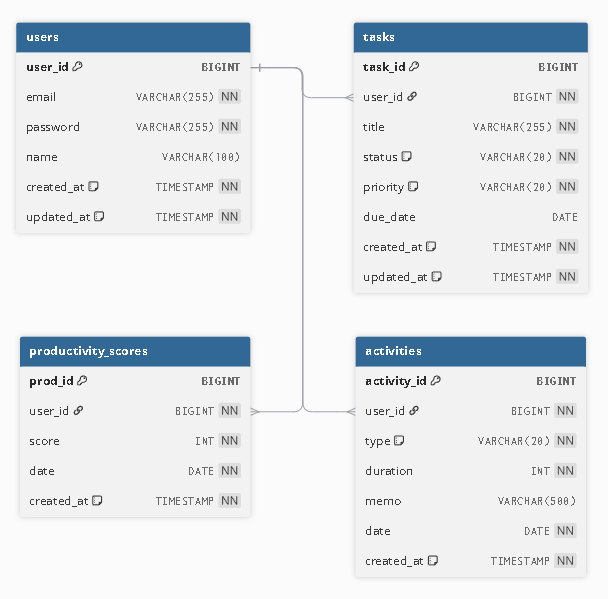 users
user_id BIGINT
email VARCHAR(255) NN
password VARCHAR(255) NN
name VARCHAR(100)
created_at TIMESTAMP NN
updated_at TIMESTAMP NN
tasks
task_id BIGINT
user_id BIGINT NN
title VARCHAR(255) NN
status VARCHAR(20) NN
priority VARCHAR(20) NN
due_date DATE
created_at TIMESTAMP NN
updated_at TIMESTAMP NN
productivity_scores
prod_id BIGINT
user_id BIGINT NN
score INT NN
date DATE NN
created_at TIMESTAMP NN
activities
activity_id BIGINT
user_id BIGINT NN
type VARCHAR(20) NN
duration INT NN
memo VARCHAR(500)
date DATE NN
created_at TIMESTAMP NN